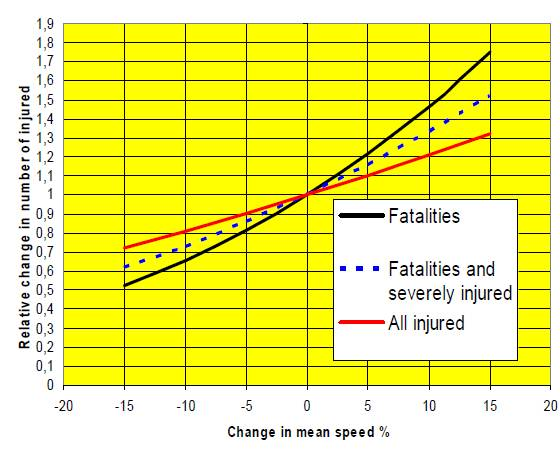 1,9
1,8
1,7
1,6
1,5
1,4
1,3
1,2
1,1
1
0,9
0,8
0,7
0,6
0,5
0,4
0,3
0,2
0,1
0
Relative change in number of injured
-20 -15 -10 -5 0 5 10 15 20
Change in mean speed %
Fatalities
Fatalities and
severely injured
All injured